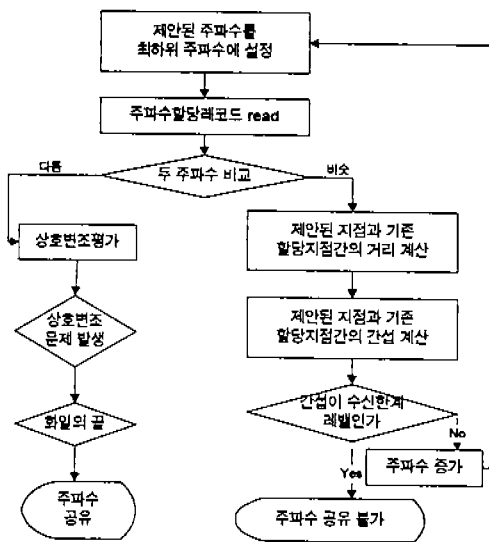 제안된 주파수를
최하위 주파수에 설정
주파수할당레코드 read
두 주파수 비교
다름
비슷
상호변조평가
제안된 지점과 기존
할당지점간의 거리 계산
상호변조
문제 발생
제안된 지점과 기존
할당지점간의 간섭 계산
화일의 끝
간섭이 수신한계
레밸인가
No
주파수 증가
Yes
주파수
공유
주파수 공유 불가